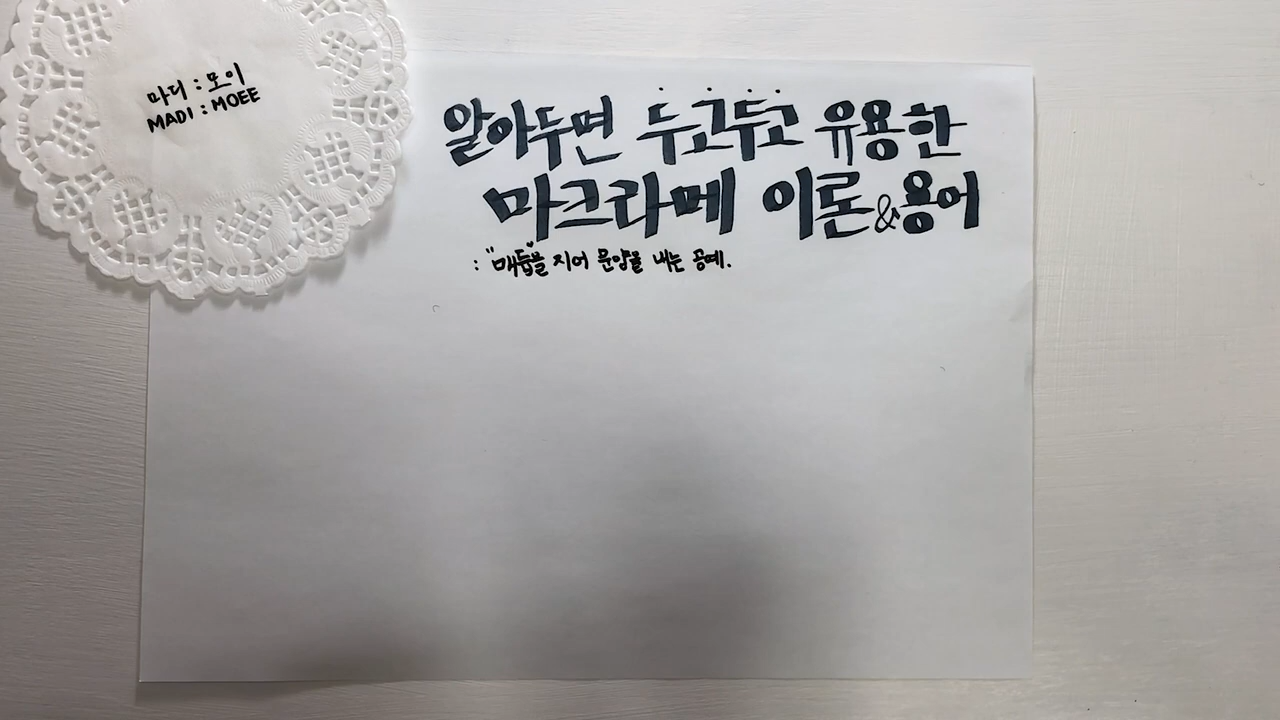 마디 : 모이
MADI : MOEE
알아두면 두고두고 유용한
마크라메 이론&용어
: "매듭을 지어 문양을 내는 공예.